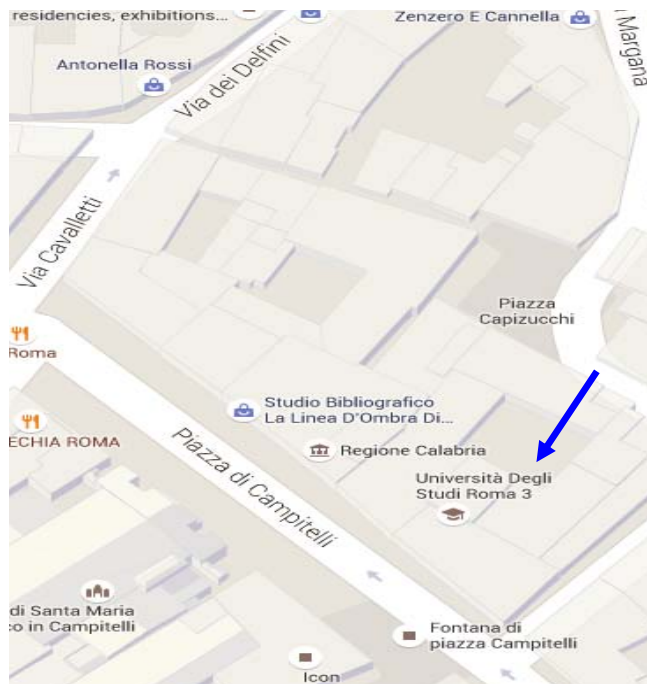 residencies, exhibitions...
Zenzero E Cannella
Margana
Antonella Rossi
Via dei Delfini
Via Cavalletti
Piazza
Capizucchi
Roma
Studio Bibliografico
La Linea D'Ombra Di...
ECHIA ROMA
Piazza di Campitelli
Regione Calabria
Università Degli
Studi Roma 3
di Santa Maria
co in Campitelli
Fontana di
piazza Campitelli
Icon